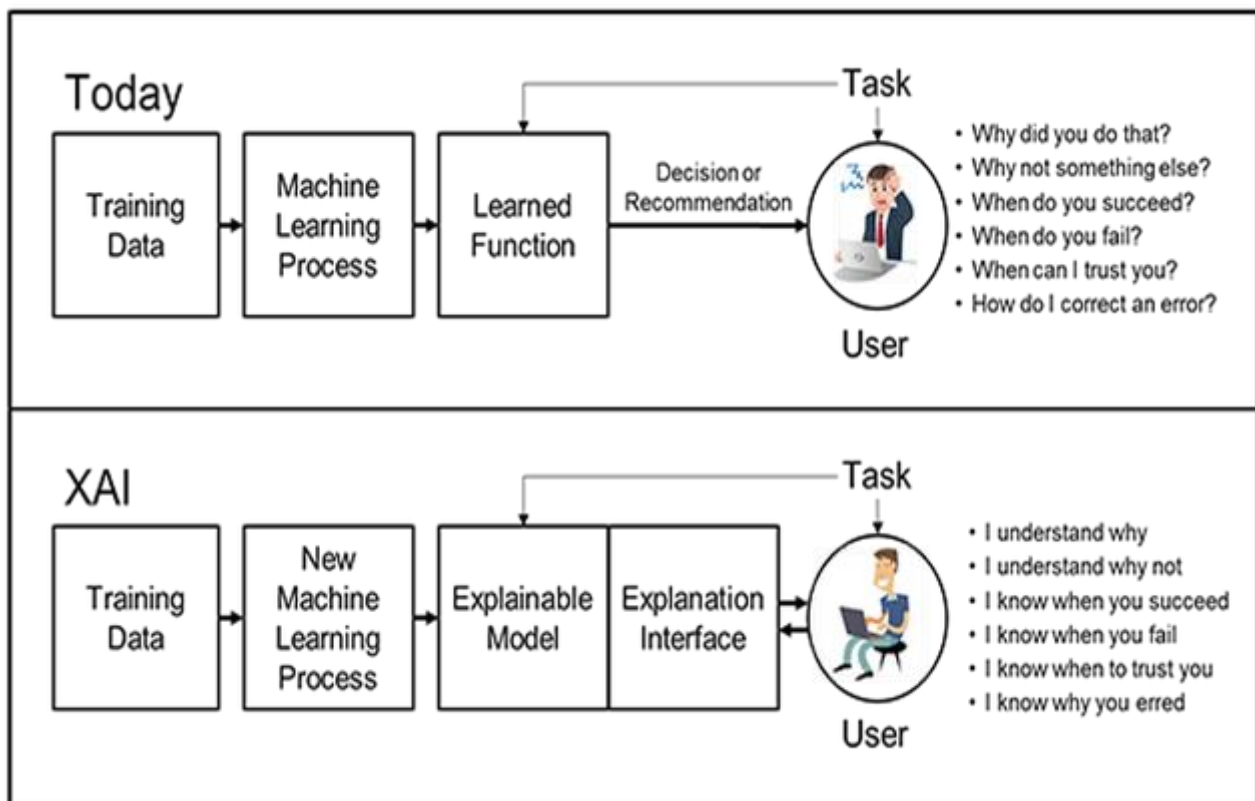 Today
Task
Training
Data
Machine
Learning
Process
Learned
Function
Decision or
Recommendation
User
• Why did you do that?
• Why not something else?
• When do you succeed?
• When do you fail?
• When can I trust you?
• How do I correct an error?
XAI
Task
Training
Data
New
Machine
Learning
Process
Explainable
Model
Explanation
Interface
User
• I understand why
• I understand why not
• I know when you succeed
• I know when you fail
• I know when to trust you
• I know why you erred